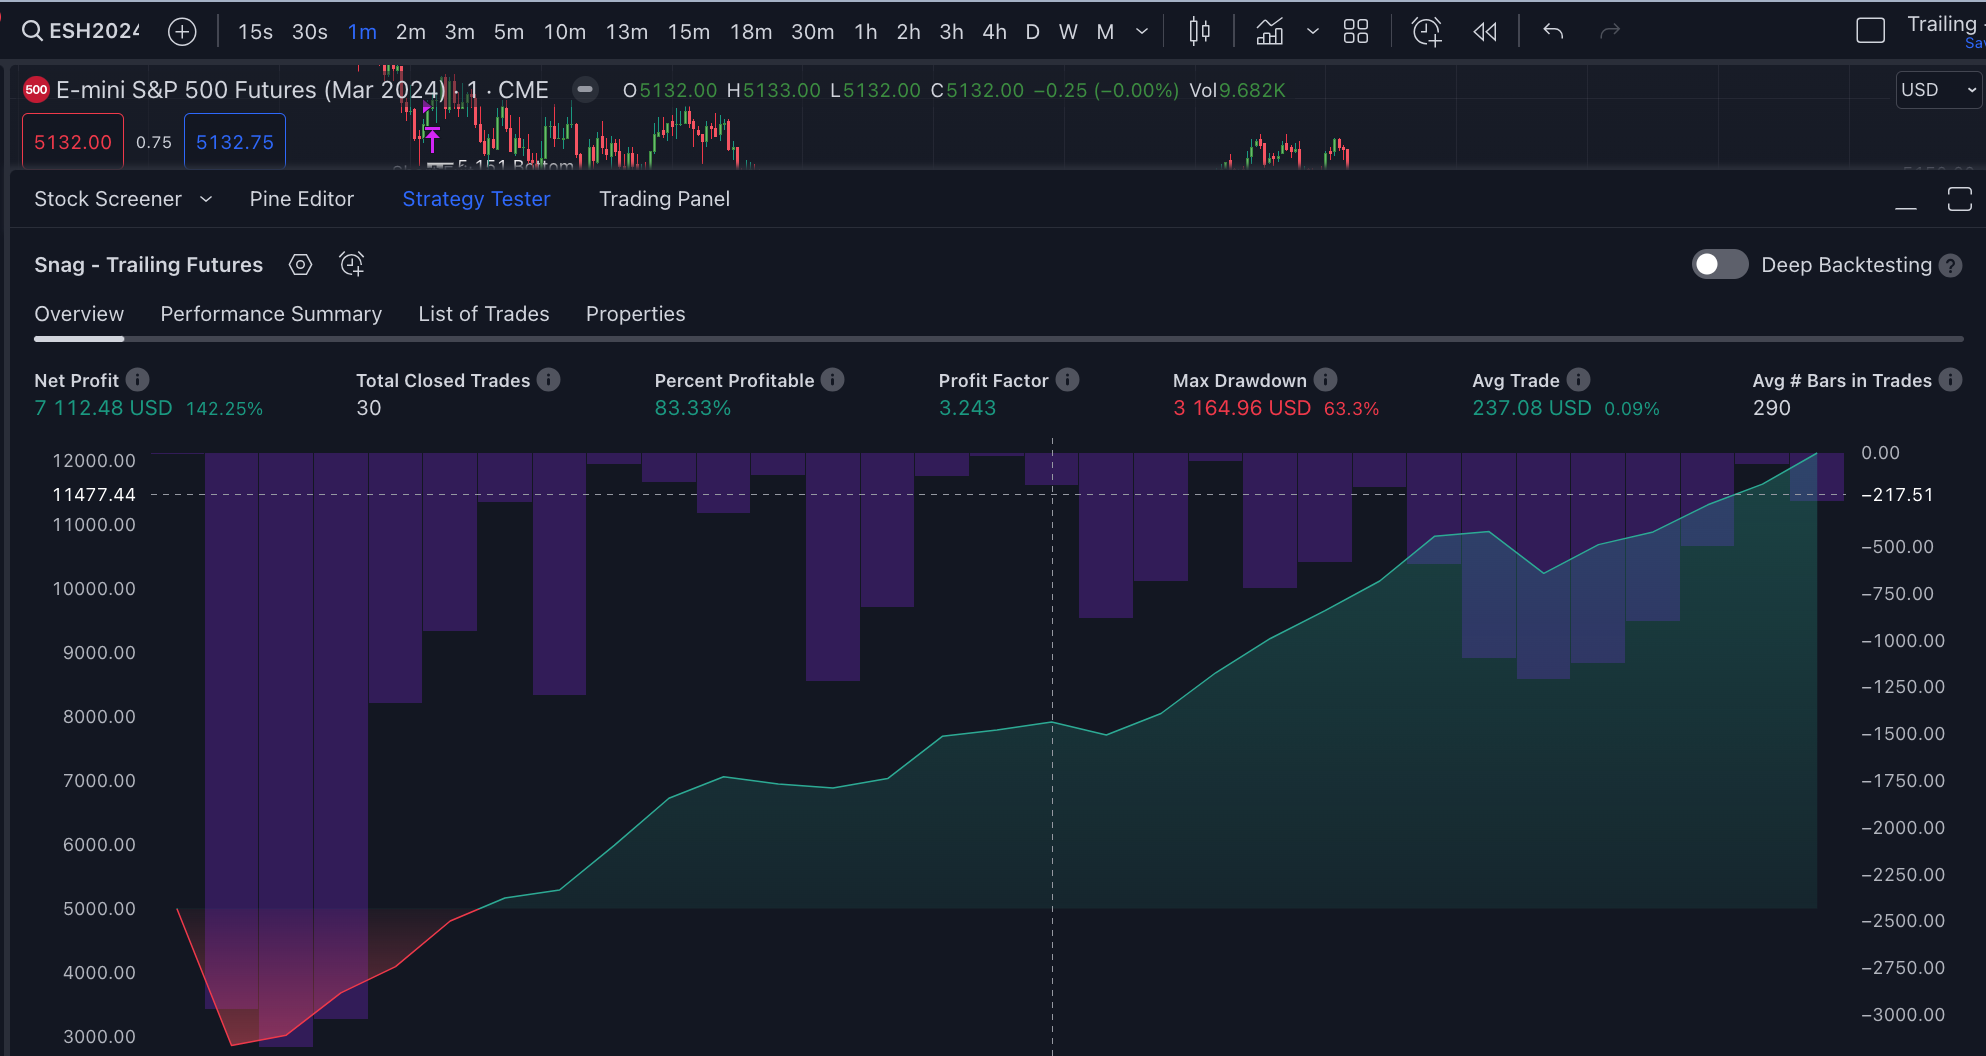 ESH2024 15s 30s 1m 2m 3m 5m 10m 13m 15m 18m 30m 1h 2h 3h 4h D W M Trailing
Sav
500 E-mini S&P 500 Futures (Mar 2024) · 1 · CME O5132.00 H5133.00 L5132.00 C5132.00 −0.25 (−0.00%) Vol9.682K USD
5132.00 0.75 5132.75
5,151 Bottom
Stock Screener Pine Editor Strategy Tester Trading Panel
Snag - Trailing Futures Deep Backtesting ?
Overview Performance Summary List of Trades Properties
Net Profit Total Closed Trades Percent Profitable Profit Factor Max Drawdown Avg Trade Avg # Bars in Trades
7 112.48 USD 142.25% 30 83.33% 3.243 3 164.96 USD 63.3% 237.08 USD 0.09% 290
12000.00 0.00
11477.44 −217.51
11000.00 −500.00
10000.00 −750.00
9000.00 −1000.00
−1250.00
8000.00 −1500.00
7000.00 −1750.00
6000.00 −2000.00
−2250.00
5000.00 −2500.00
4000.00 −2750.00
3000.00 −3000.00